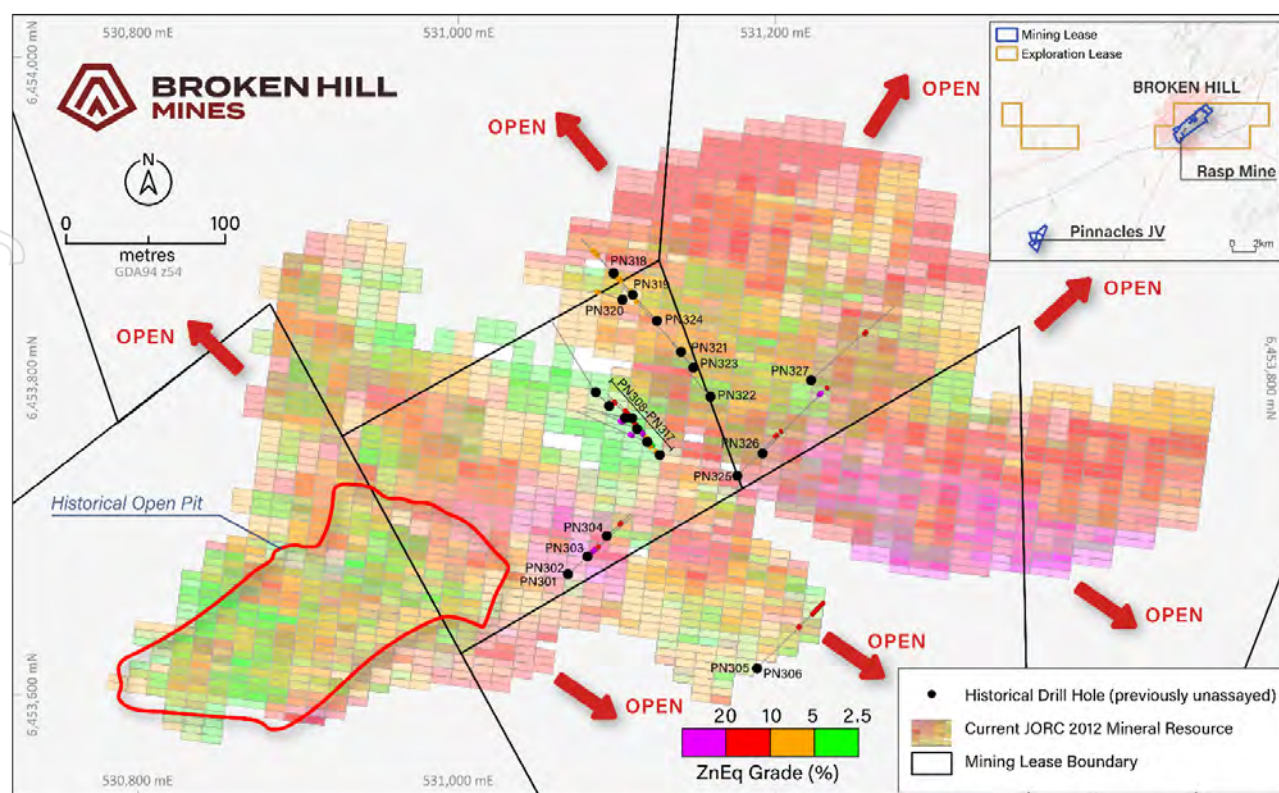 530,800 mE
531,000 mE
531,200 mE
6,454,000 mN
BROKEN HILL
MINES
N
0
100
metres
GDA94 z54
Mining Lease
Exploration Lease
BROKEN HILL
Rasp Mine
Pinnacles JV
0 2km
OPEN
OPEN
OPEN
OPEN
PN318
PN319
PN320
PN324
PN321
PN323
PN327
PN322
6,453,800 mN
6,453,800 mN
PN308-PN317
PN326
PN325
Historical Open Pit
PN304
PN303
PN302
PN301
OPEN
OPEN
OPEN
PN305
PN306
6,453,600 mN
20 10 5 2.5
ZnEq Grade (%)
Historical Drill Hole (previously unassayed)
Current JORC 2012 Mineral Resource
Mining Lease Boundary
530,800 mE
531,000 mE